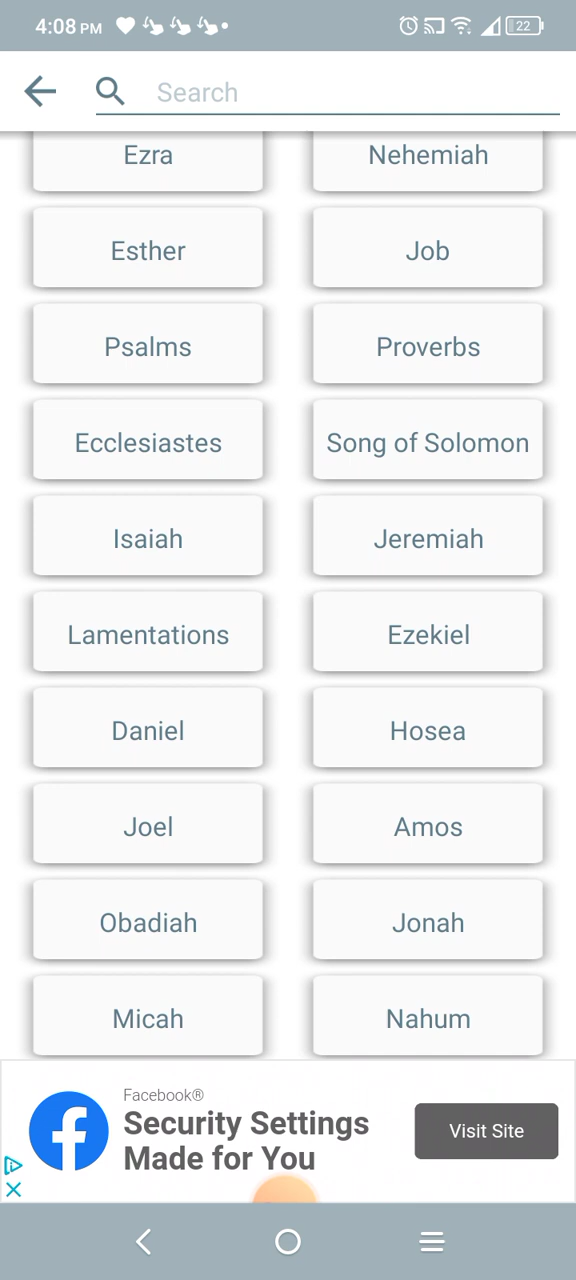 4:08 PM
22
Search
Ezra Nehemiah
Esther Job
Psalms Proverbs
Ecclesiastes Song of Solomon
Isaiah Jeremiah
Lamentations Ezekiel
Daniel Hosea
Joel Amos
Obadiah Jonah
Micah Nahum
Facebook®
Security Settings
Made for You
Visit Site